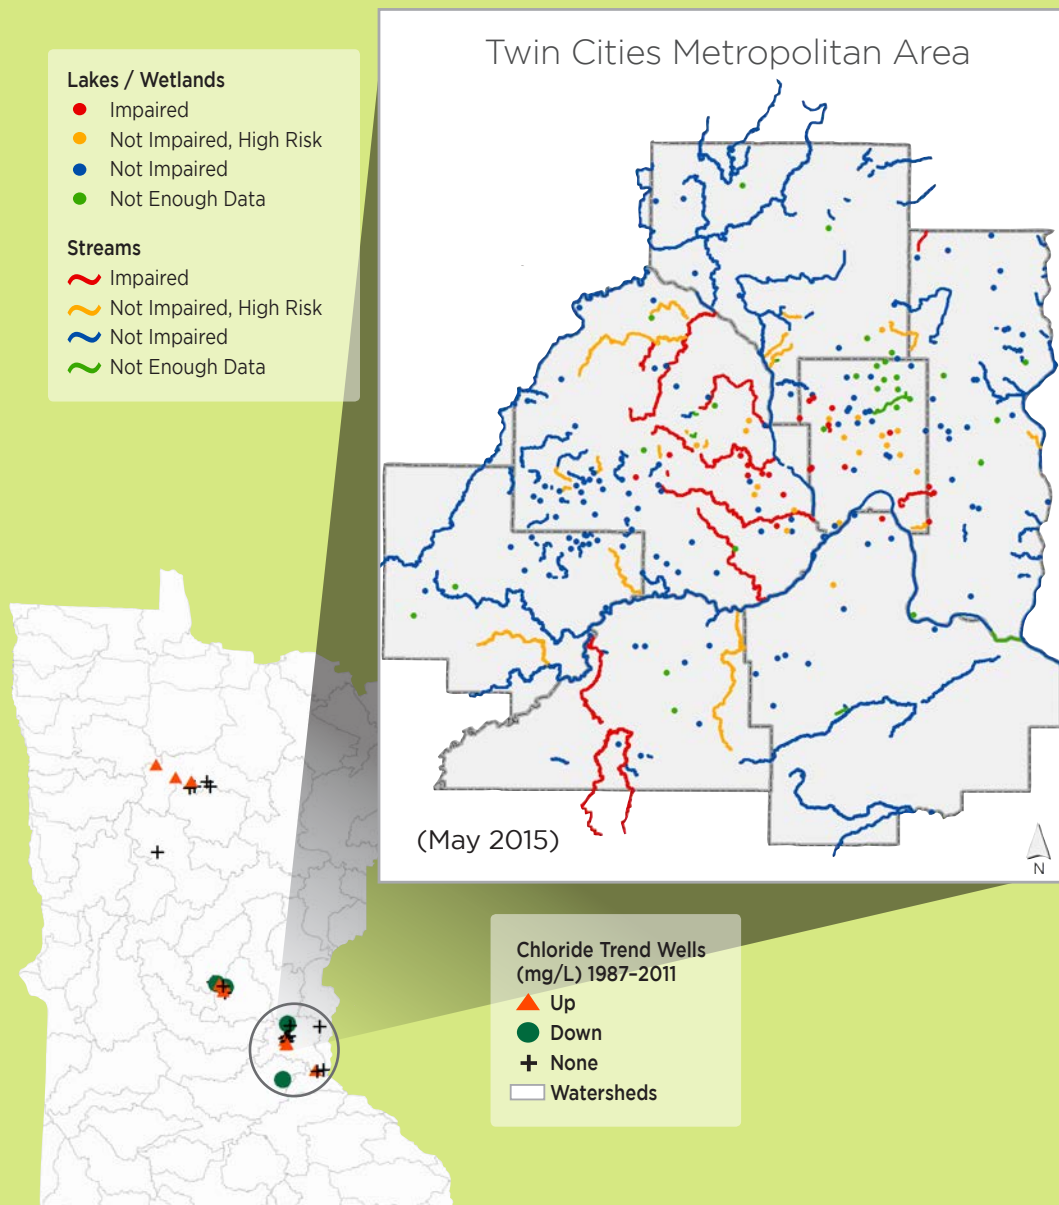 Twin Cities Metropolitan Area
Lakes / Wetlands
Impaired
Not Impaired, High Risk
Not Impaired
Not Enough Data
Streams
Impaired
Not Impaired, High Risk
Not Impaired
Not Enough Data
(May 2015)
N
Chloride Trend Wells
(mg/L) 1987–2011
Up
Down
None
Watersheds